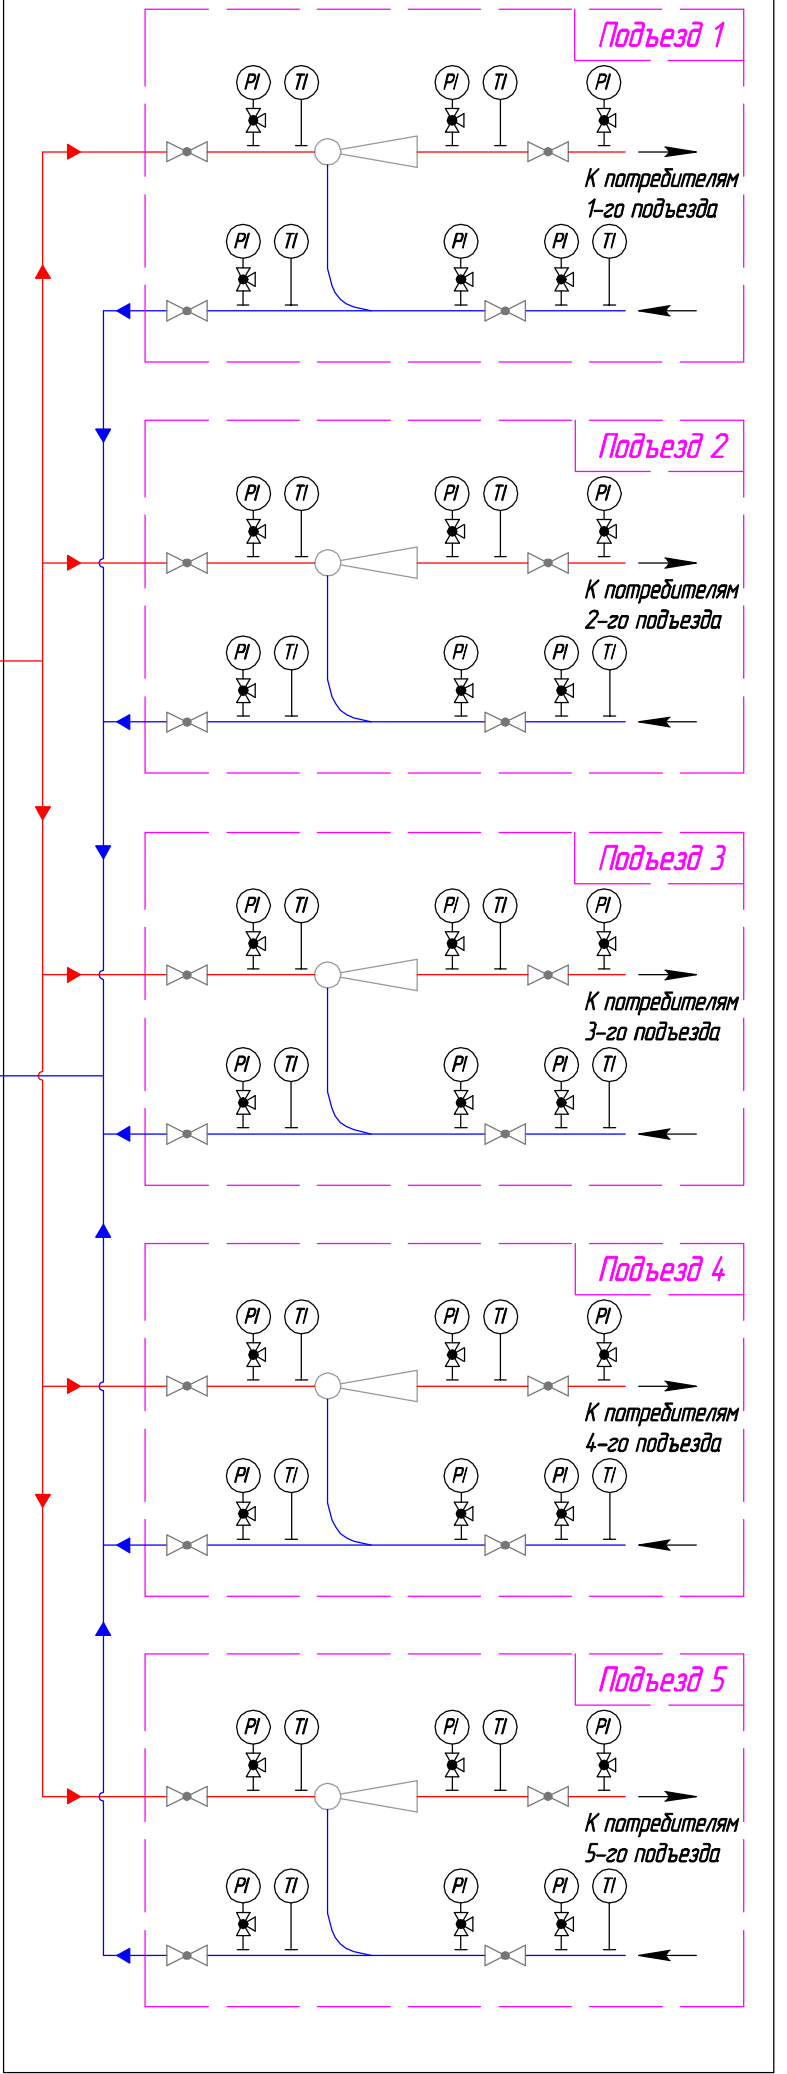 Подъезд 1
PI TI PI TI PI
К потребителям
1-го подъезда
PI TI PI PI TI
Подъезд 2
PI TI PI TI PI
К потребителям
2-го подъезда
PI TI PI PI TI
Подъезд 3
PI TI PI TI PI
К потребителям
3-го подъезда
PI TI PI PI TI
Подъезд 4
PI TI PI TI PI
К потребителям
4-го подъезда
PI TI PI PI TI
Подъезд 5
PI TI PI TI PI
К потребителям
5-го подъезда
PI TI PI PI TI